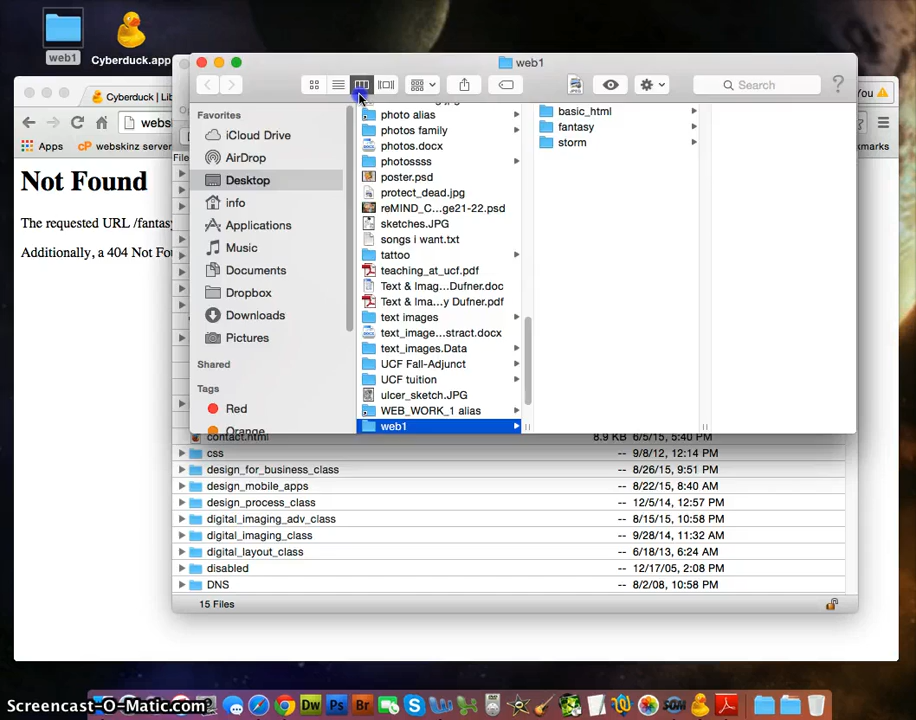 web1
Cyberduck.app
web1
Search
?
Cyberduck | Lib
You
webs
Apps
webskinz server
kmarks
Not Found
The requested URL /fantasy
Additionally, a 404 Not Fou
File
Favorites
iCloud Drive
AirDrop
Desktop
info
Applications
Music
Documents
Dropbox
Downloads
Pictures
Shared
Tags
Red
Orange
photo alias
photos family
photos.docx
photossss
poster.psd
protect_dead.jpg
reMIND_C...ge21-22.psd
sketches.JPG
songs i want.txt
tattoo
teaching_at_ucf.pdf
Text & Imag...Dufner.doc
Text & Ima...y Dufner.pdf
text images
text_image...stract.docx
text_images.Data
UCF Fall-Adjunct
UCF tuition
ulcer_sketch.JPG
WEB_WORK_1 alias
web1
basic_html
fantasy
storm
contact.html 8.9 KB 6/5/15, 5:40 PM
css -- 9/8/12, 12:14 PM
design_for_business_class -- 8/26/15, 9:51 PM
design_mobile_apps -- 8/22/15, 8:40 AM
design_process_class -- 12/5/14, 12:57 PM
digital_imaging_adv_class -- 8/15/15, 10:58 PM
digital_imaging_class -- 9/28/14, 11:32 AM
digital_layout_class -- 6/18/13, 6:24 AM
disabled -- 12/17/05, 2:08 PM
DNS -- 8/2/08, 10:58 PM
15 Files
Dw Ps Br
Screencast-O-Matic.com